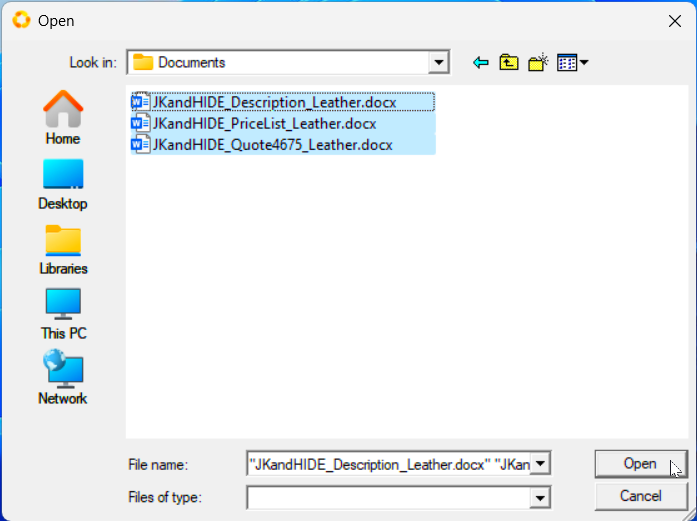 Open
Look in:
Documents
JKandHIDE_Description_Leather.docx
JKandHIDE_PriceList_Leather.docx
JKandHIDE_Quote4675_Leather.docx
Home
Desktop
Libraries
This PC
Network
File name:
"JKandHIDE_Description_Leather.docx" "JKan
Open
Files of type:
Cancel